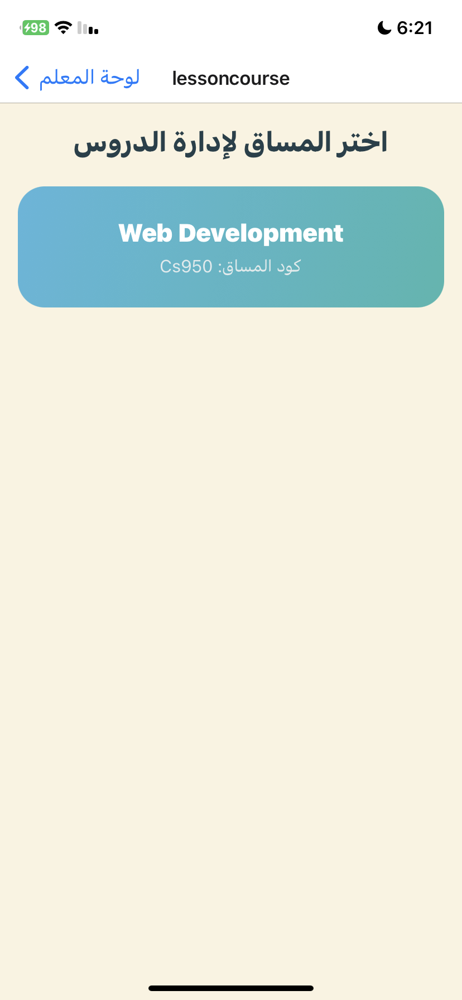 98 6:21
لوحة المعلم lessoncourse
اختر المساق لإدارة الدروس
Web Development
كود المساق: Cs950